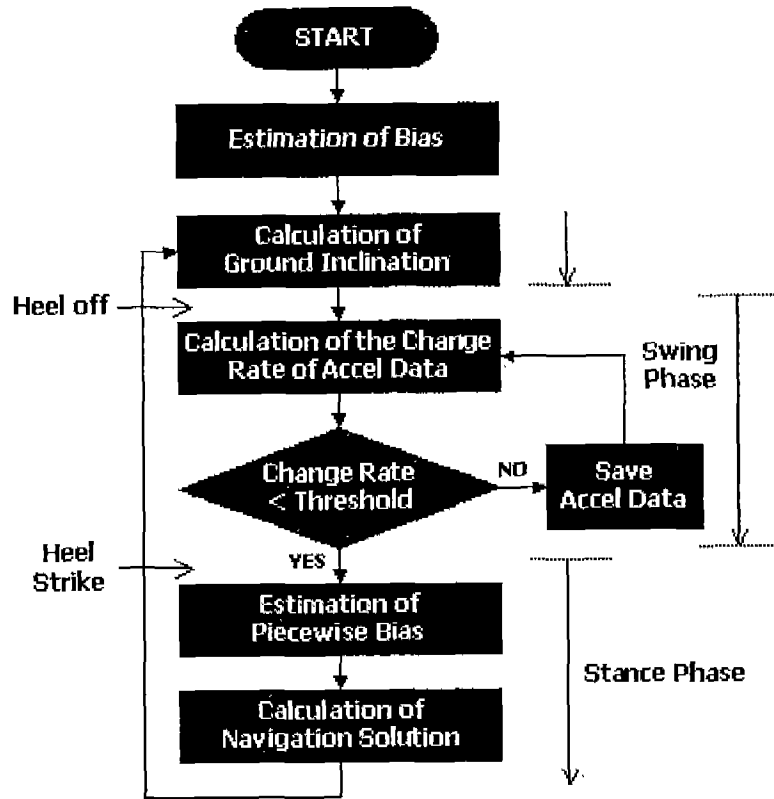 START
Estimation of Bias
Calculation of
Ground Inclination
Heel off
Calculation of the Change
Rate of Accel Data
Swing
Phase
Change Rate
< Threshold
NO
Save
Accel Data
Heel
Strike
YES
Estimation of
Piecewise Bias
Stance Phase
Calculation of
Navigation Solution